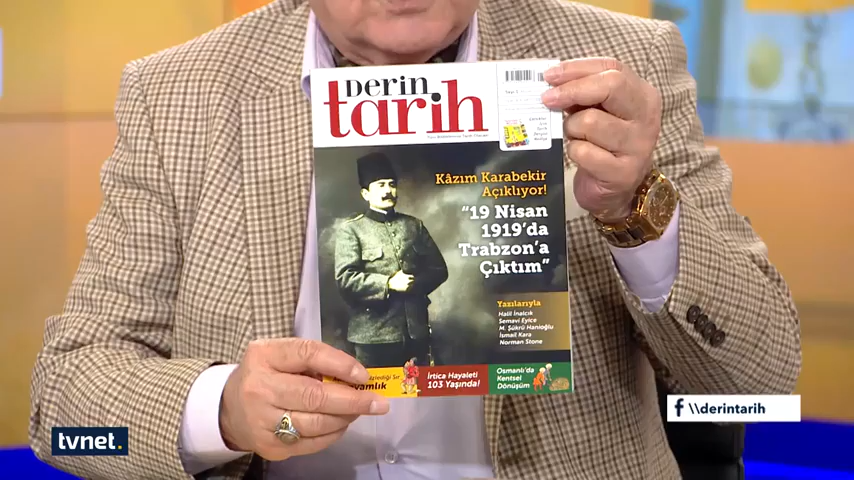 Derin
tarih
Kâzım Karabekir
Açıklıyor!
“19 Nisan
1919’da
Trabzon’a
Çıktım”
Yazılarıyla
Halil İnalcık
Semavi Eyice
M. Şükrü Hanioğlu
İsmail Kara
Norman Stone
İrtica Hayaleti
103 Yaşında!
Osmanlı’da
Kentsel
Dönüşüm
\\derintarih
tvnet.